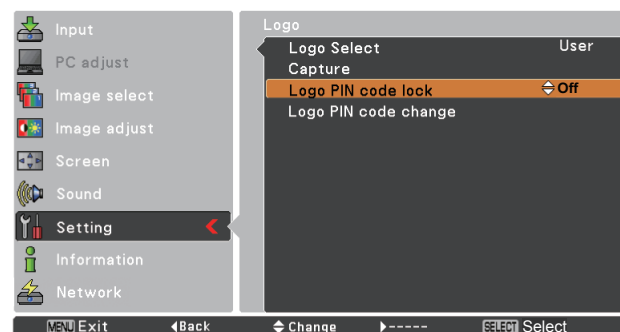 Input
PC adjust
Image select
Image adjust
Screen
Sound
Setting
Information
Network
Logo
Logo Select User
Capture
Logo PIN code lock Off
Logo PIN code change
MENU Exit Back Change ----- SELECT Select